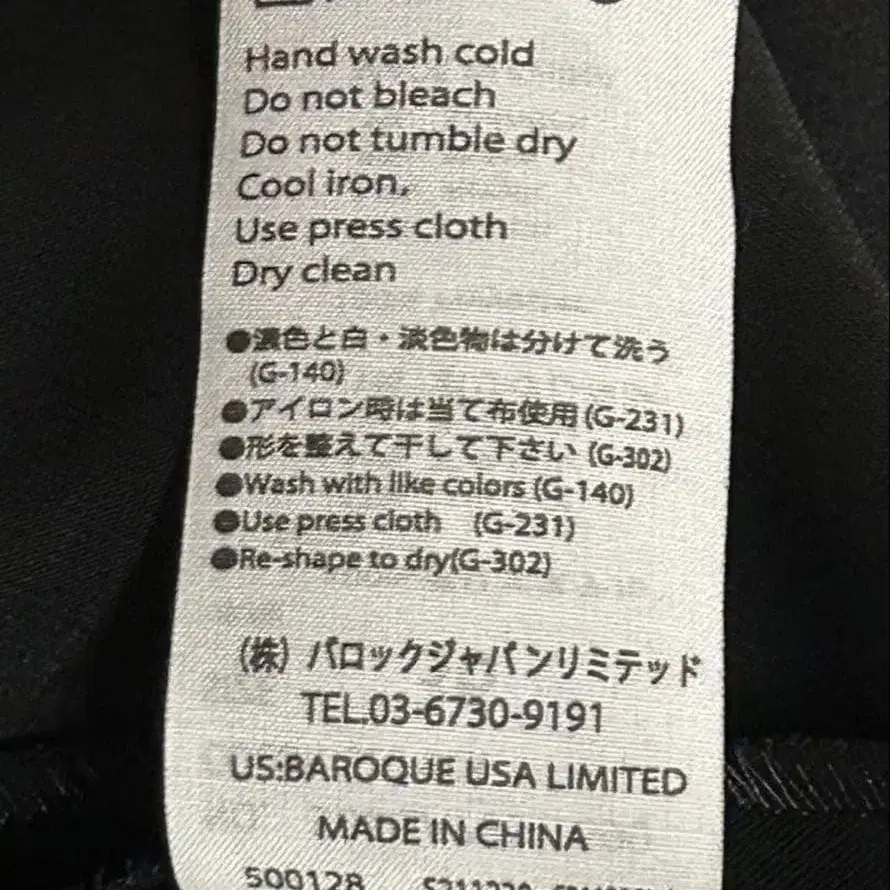 Hand wash cold
Do not bleach
Do not tumble dry
Cool iron,
Use press cloth
Dry clean
●濃色と白・淡色物は分けて洗う
(G-140)
●アイロン時は当て布使用 (G-231)
●形を整えて干して下さい (G-302)
●Wash with like colors (G-140)
●Use press cloth (G-231)
●Re-shape to dry(G-302)
(株) バロックジャパンリミテッド
TEL.03-6730-9191
US:BAROQUE USA LIMITED
MADE IN CHINA
500128